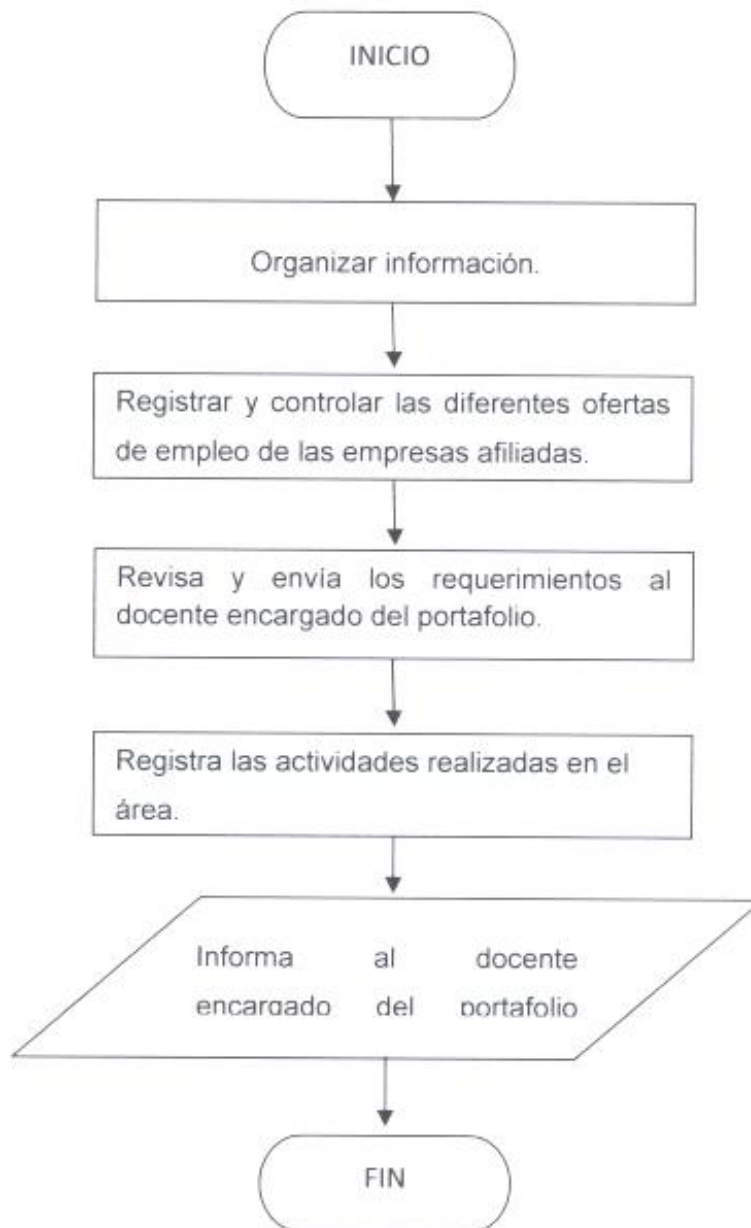 INICIO
Organizar información.
Registrar y controlar las diferentes ofertas
de empleo de las empresas afiliadas.
Revisa y envía los requerimientos al
docente encargado del portafolio.
Registra las actividades realizadas en el
área.
Informa al docente
encargado del portafolio
FIN